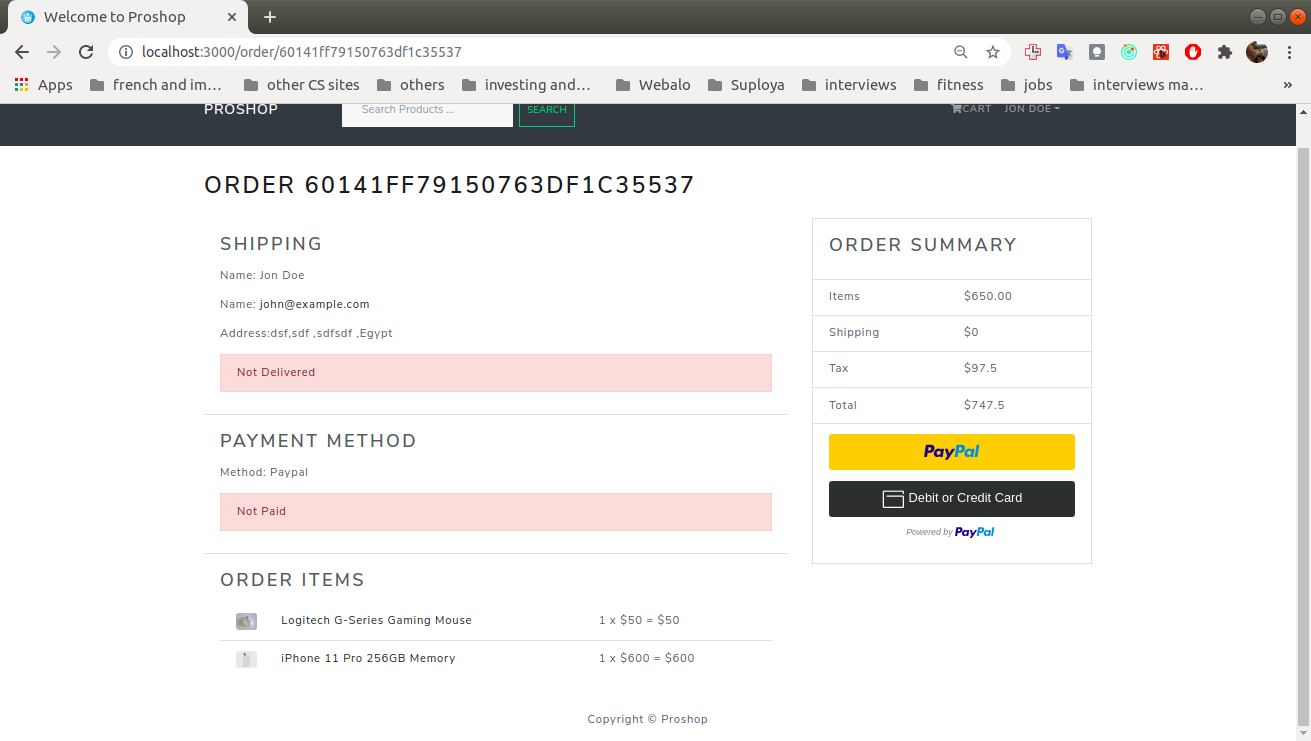 Welcome to Proshop
localhost:3000/order/60141ff79150763df1c35537
Apps french and im… other CS sites others investing and… Webalo Suploya interviews fitness jobs interviews ma… »
PROSHOP Search Products ... SEARCH CART JON DOE
ORDER 60141FF79150763DF1C35537
SHIPPING
Name: Jon Doe
Name: john@example.com
Address:dsf,sdf ,sdfsdf ,Egypt
Not Delivered
PAYMENT METHOD
Method: Paypal
Not Paid
ORDER ITEMS
Logitech G-Series Gaming Mouse 1 x $50 = $50
iPhone 11 Pro 256GB Memory 1 x $600 = $600
ORDER SUMMARY
Items $650.00
Shipping $0
Tax $97.5
Total $747.5
PayPal
Debit or Credit Card
Powered by PayPal
Copyright © Proshop